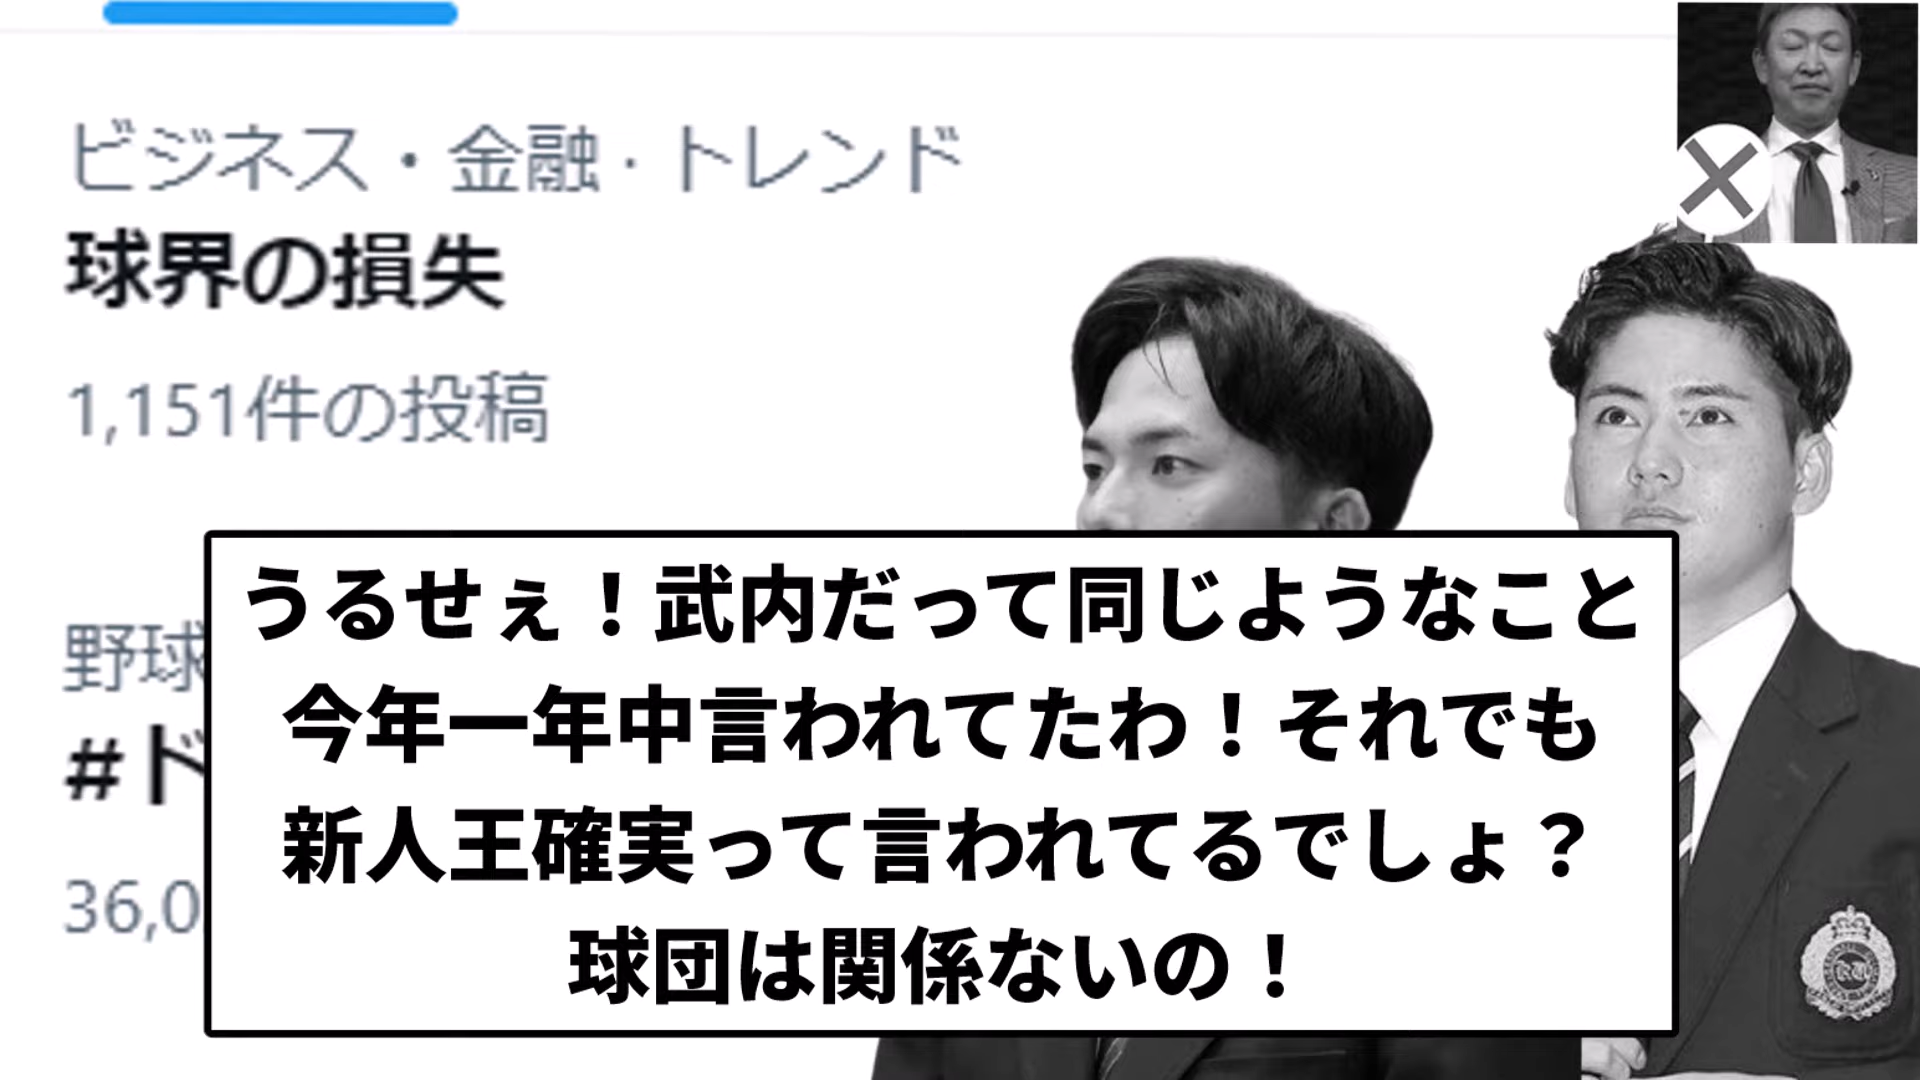 ビジネス・金融・トレンド
球界の損失
1,151件の投稿
野球
#ド
36,0
うるせぇ！武内だって同じようなこと
今年一年中言われてたわ！それでも
新人王確実って言われてるでしょ？
球団は関係ないの！